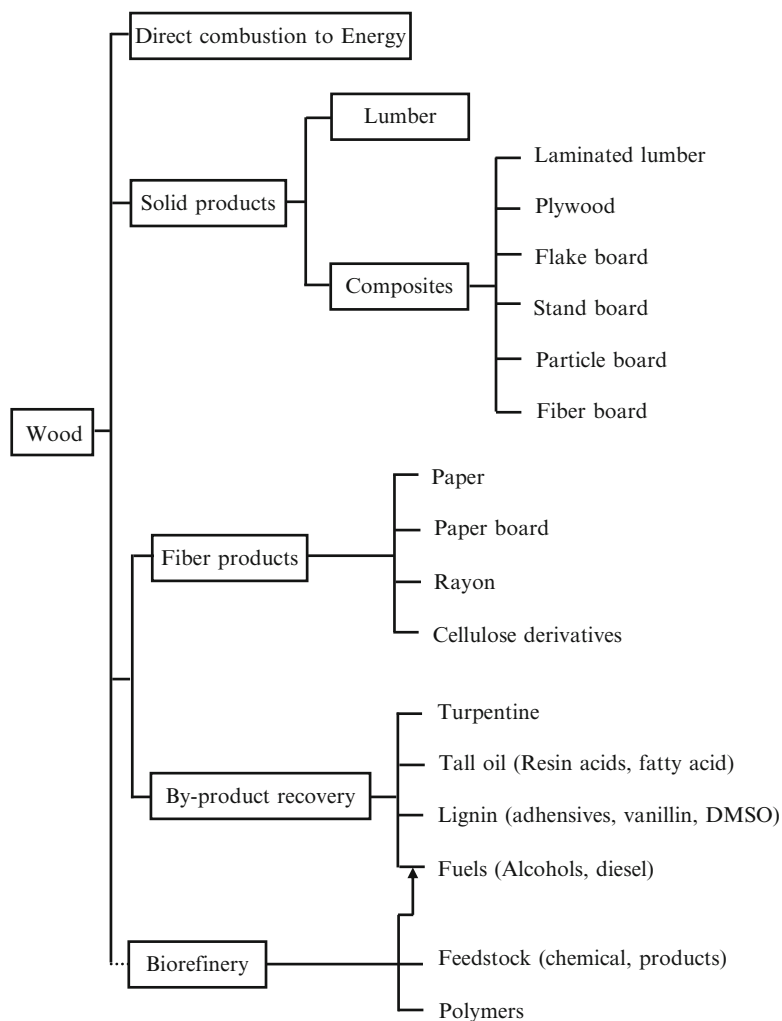 Direct combustion to Energy
Lumber
Laminated lumber
Solid products
Plywood
Flake board
Composites
Stand board
Particle board
Fiber board
Wood
Paper
Paper board
Fiber products
Rayon
Cellulose derivatives
Turpentine
Tall oil (Resin acids, fatty acid)
By-product recovery
Lignin (adhensives, vanillin, DMSO)
Fuels (Alcohols, diesel)
Biorefinery
Feedstock (chemical, products)
Polymers